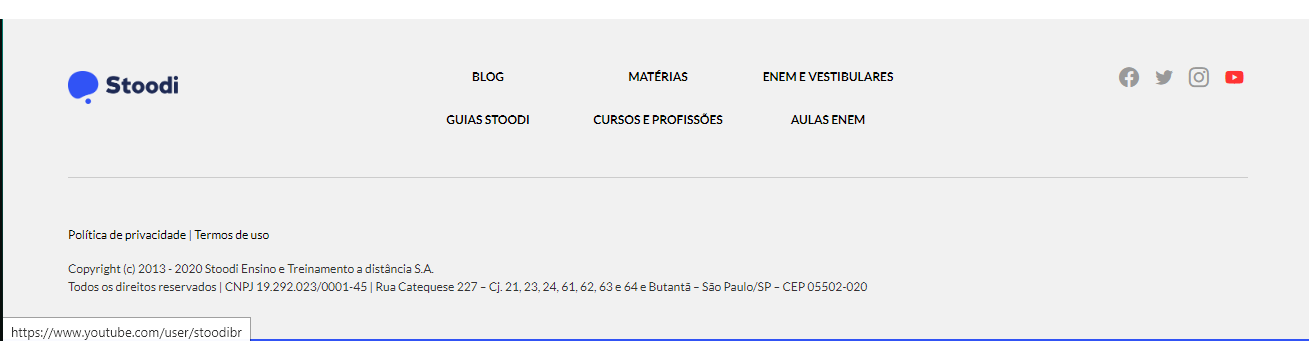 Stoodi
BLOG MATÉRIAS ENEM E VESTIBULARES
GUIAS STOODI CURSOS E PROFISSÕES AULAS ENEM
Política de privacidade | Termos de uso
Copyright (c) 2013 - 2020 Stoodi Ensino e Treinamento a distância S.A.
Todos os direitos reservados | CNPJ 19.292.023/0001-45 | Rua Catequese 227 – Cj. 21, 23, 24, 61, 62, 63 e 64 e Butantã – São Paulo/SP – CEP 05502-020
https://www.youtube.com/user/stoodibr